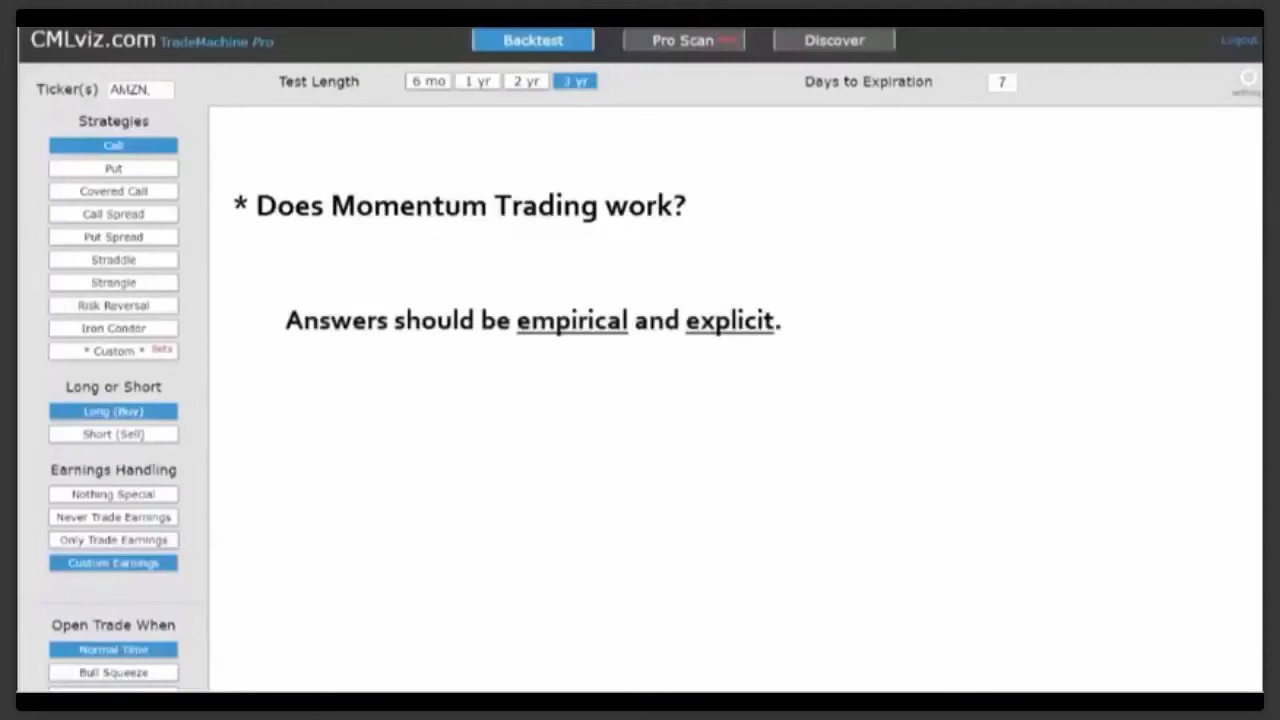 CMLviz.com TradeMachine Pro Backtest Pro Scan Discover Logout
Ticker(s) AMZN, Test Length 6 mo 1 yr 2 yr 3 yr Days to Expiration 7
Strategies
Call
Put
Covered Call
Call Spread
Put Spread
Straddle
Strangle
Risk Reversal
Iron Condor
* Custom * Beta
Long or Short
Long (Buy)
Short (Sell)
Earnings Handling
Nothing Special
Never Trade Earnings
Only Trade Earnings
Custom Earnings
Open Trade When
Normal Time
Bull Squeeze
* Does Momentum Trading work?
Answers should be empirical and explicit.